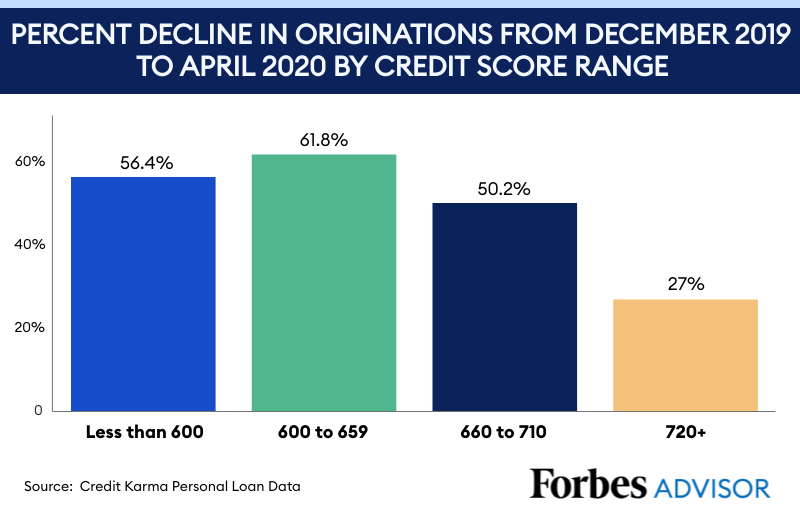 PERCENT DECLINE IN ORIGINATIONS FROM DECEMBER 2019
TO APRIL 2020 BY CREDIT SCORE RANGE
60%
40%
20%
0
56.4%
61.8%
50.2%
27%
Less than 600
600 to 659
660 to 710
720+
Source: Credit Karma Personal Loan Data
Forbes ADVISOR